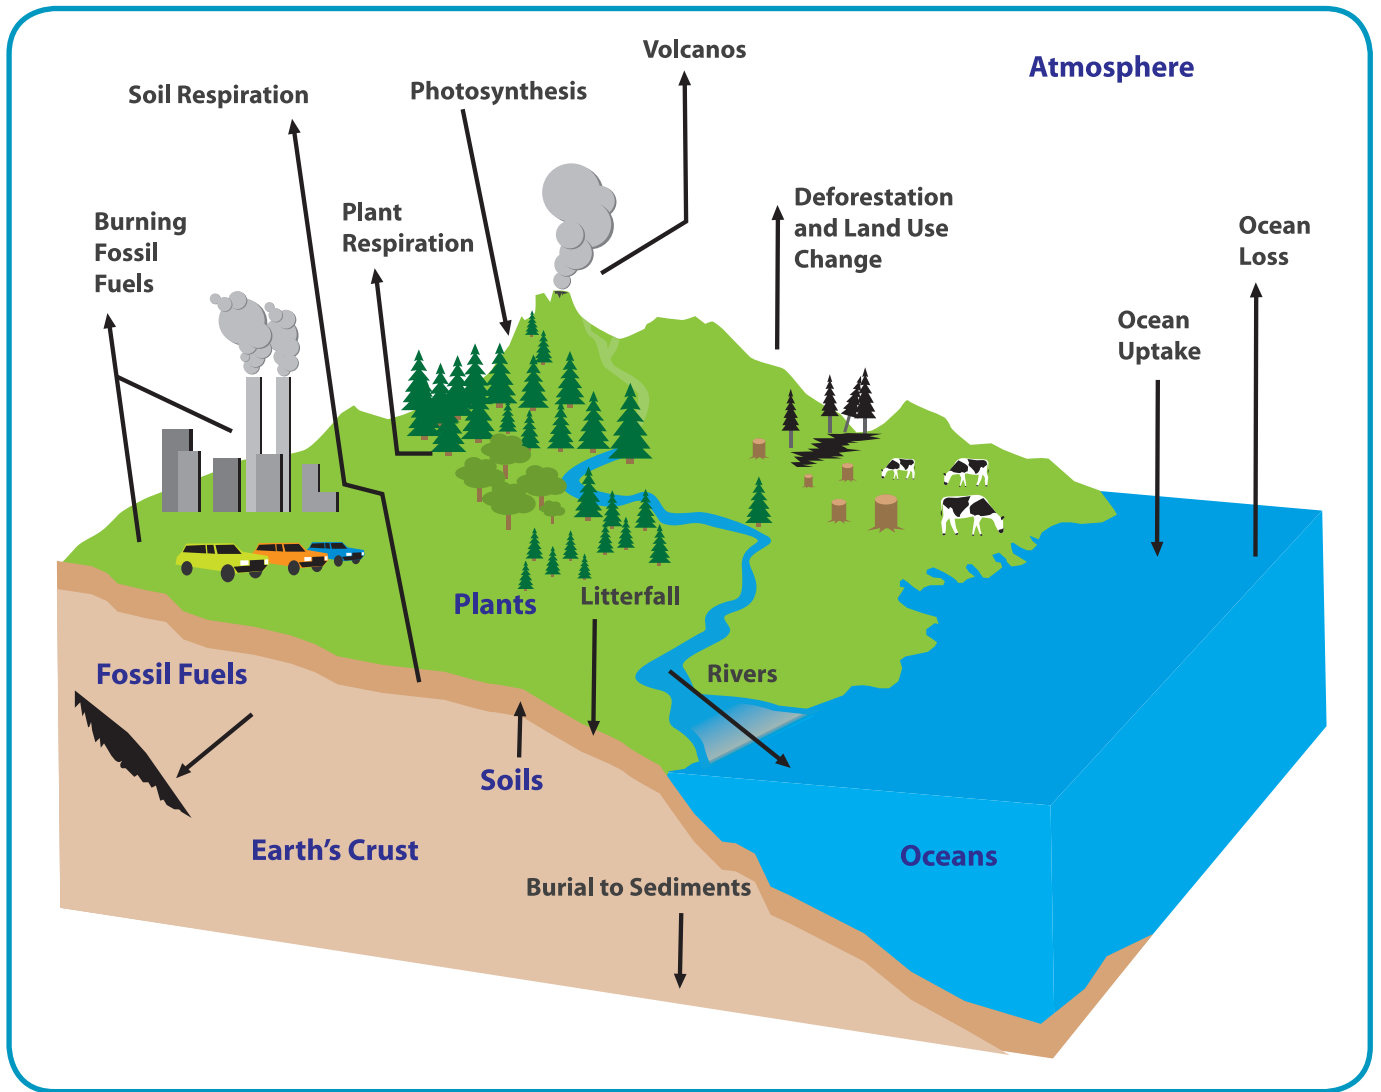 Volcanos
Atmosphere
Soil Respiration
Photosynthesis
Burning
Fossil
Fuels
Plant
Respiration
Deforestation
and Land Use
Change
Ocean
Loss
Ocean
Uptake
Plants
Litterfall
Fossil Fuels
Rivers
Soils
Earth's Crust
Oceans
Burial to Sediments